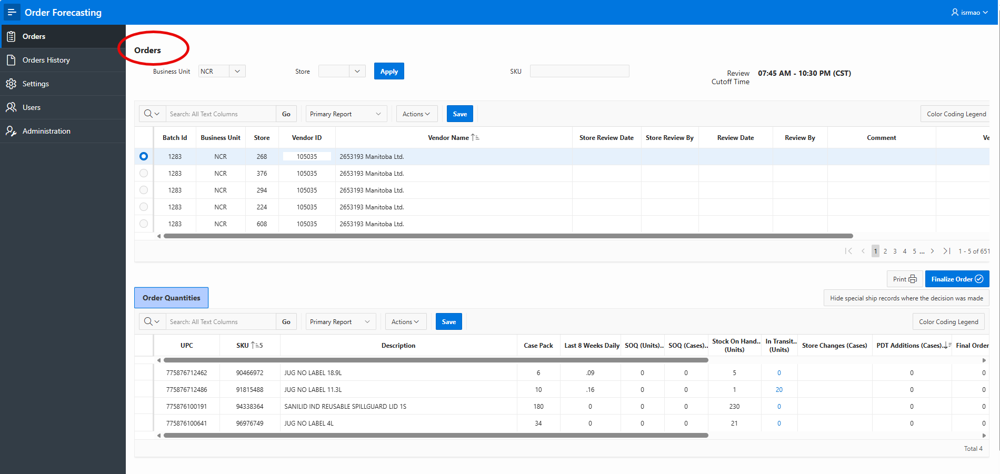 Order Forecasting
isrmao
Orders
Orders History
Settings
Users
Administration
Orders
Business Unit NCR Store Apply SKU Review Cutoff Time 07:45 AM - 10:30 PM (CST)
Search: All Text Columns Go Primary Report Actions Save Color Coding Legend
Batch Id Business Unit Store Vendor ID Vendor Name Store Review Date Store Review By Review Date Review By Comment Ve
1283 NCR 268 105035 2653193 Manitoba Ltd.
1283 NCR 376 105035 2653193 Manitoba Ltd.
1283 NCR 294 105035 2653193 Manitoba Ltd.
1283 NCR 224 105035 2653193 Manitoba Ltd.
1283 NCR 608 105035 2653193 Manitoba Ltd.
1 2 3 4 5 ... 1 - 5 of 651
Print Finalize Order
Order Quantities
Hide special ship records where the decision was made
Search: All Text Columns Go Primary Report Actions Save Color Coding Legend
UPC SKU 5 Description Case Pack Last 8 Weeks Daily SOQ (Units).. SOQ (Cases).. Stock On Hand.. (Units) In Transit.. (Units) Store Changes (Cases) PDT Additions (Cases).. Final Order
775876712462 90466972 JUG NO LABEL 18.9L 6 .09 0 0 5 0 0 0
775876712486 91815488 JUG NO LABEL 11.3L 10 .16 0 0 1 20 0 0
775876100191 94338364 SANILID IND REUSABLE SPILLGUARD LID 1S 180 0 0 0 230 0 0 0
775876100641 96976749 JUG NO LABEL 4L 34 0 0 0 21 0 0 0
Total 4